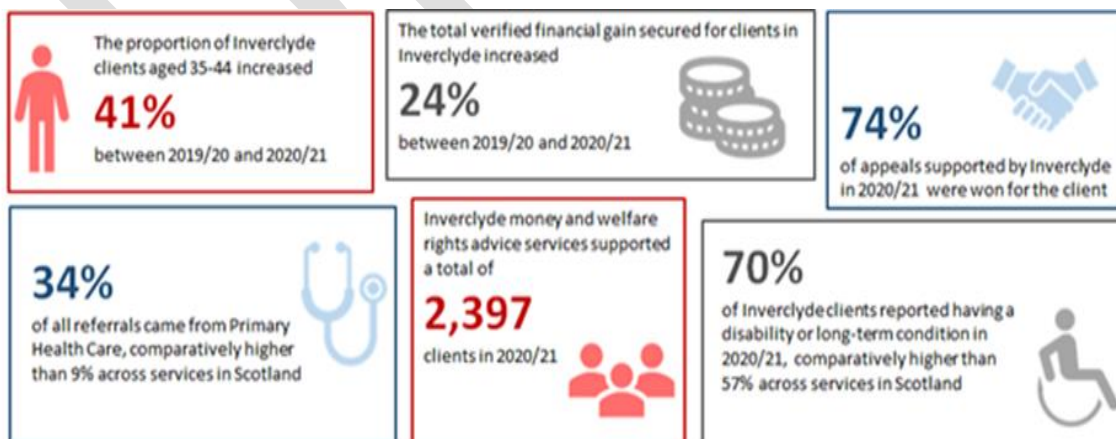 The proportion of Inverclyde
clients aged 35-44 increased
41%
between 2019/20 and 2020/21
The total verified financial gain secured for clients in
Inverclyde increased
24%
between 2019/20 and 2020/21
74%
of appeals supported by Inverclyde
in 2020/21 were won for the client
34%
of all referrals came from Primary
Health Care, comparatively higher
than 9% across services in Scotland
Inverclyde money and welfare
rights advice services supported
a total of
2,397
clients in 2020/21
70%
of Inverclyde clients reported having a
disability or long-term condition in
2020/21, comparatively higher than
57% across services in Scotland